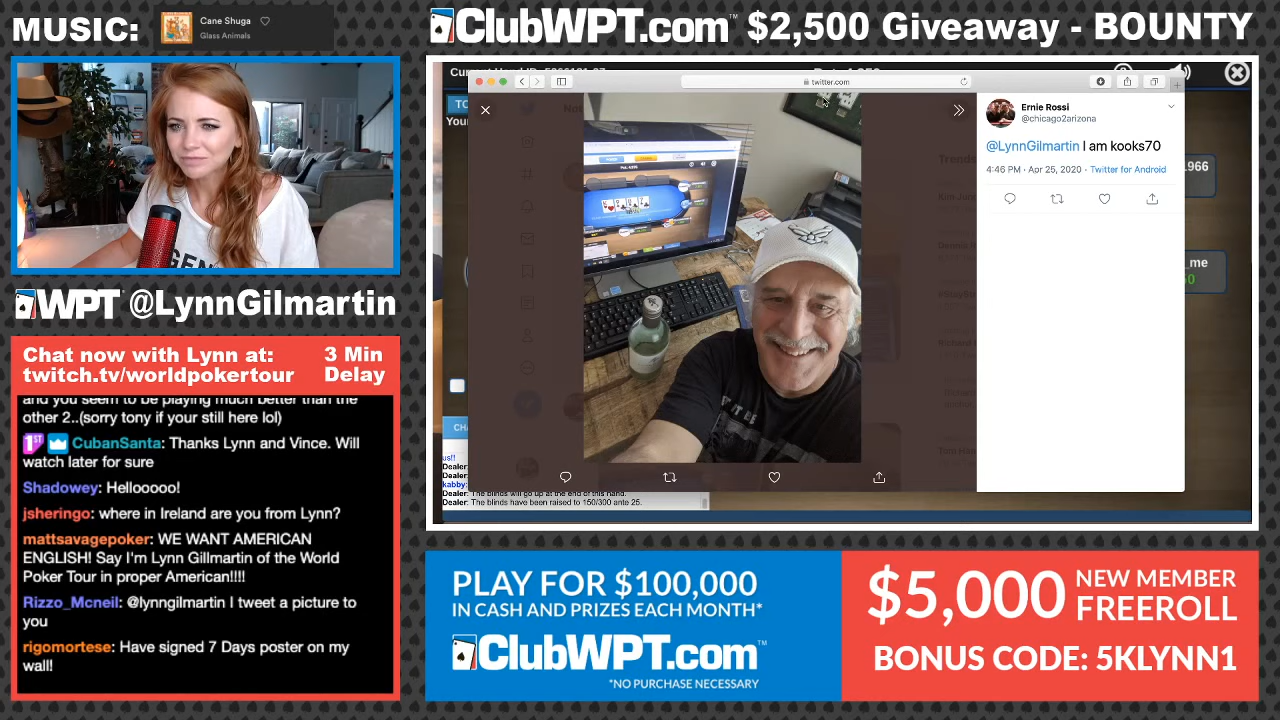 MUSIC:
Cane Shuga
Glass Animals
ClubWPT.com™ $2,500 Giveaway - BOUNTY
WPT @LynnGilmartin
Chat now with Lynn at:
twitch.tv/worldpokertour
3 Min
Delay
and you seem to be playing much better than the
other 2..(sorry tony if your still here lol)
1ST CubanSanta: Thanks Lynn and Vince. Will
watch later for sure
Shadowey: Hellooooo!
jsheringo: where in Ireland are you from Lynn?
mattsavagepoker: WE WANT AMERICAN
ENGLISH! Say I'm Lynn Gillmartin of the World
Poker Tour in proper American!!!!
Rizzo_Mcneil: @lynngilmartin I tweet a picture to
you
rigomortese: Have signed 7 Days poster on my
wall!
twitter.com
Ernie Rossi
@chicago2arizona
@LynnGilmartin I am kooks70
4:46 PM · Apr 25, 2020 · Twitter for Android
.966
_me
us!!
Dealer:
Dealer:
kabby:
Dealer: The blinds will go up at the end of this hand.
Dealer: The blinds have been raised to 150/300 ante 25.
PLAY FOR $100,000
IN CASH AND PRIZES EACH MONTH*
ClubWPT.com™
*NO PURCHASE NECESSARY
$5,000 NEW MEMBER
FREEROLL
BONUS CODE: 5KLYNN1